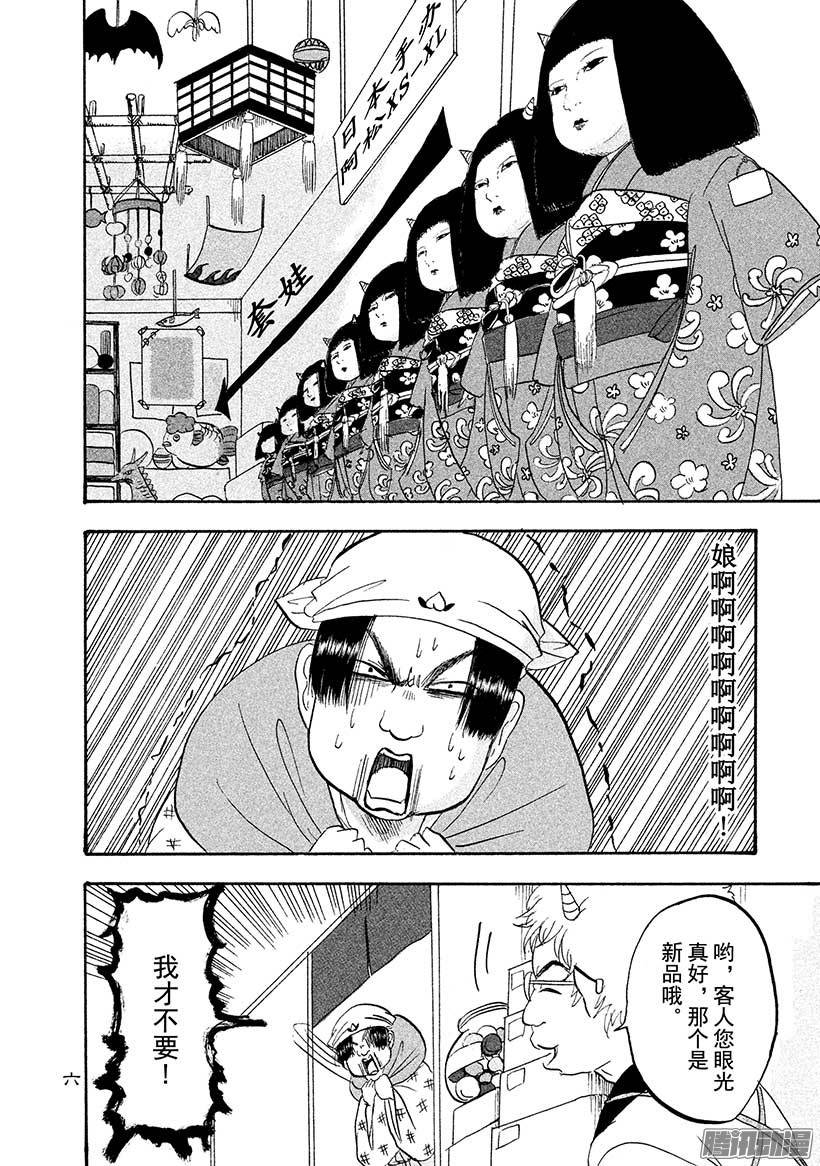 日本手办
阿松XS-XL
套娃
娘啊啊啊啊啊啊啊啊啊！
哟，客人您眼光
真好，那个是
新品哦。
我才不要！
六
腾讯动漫